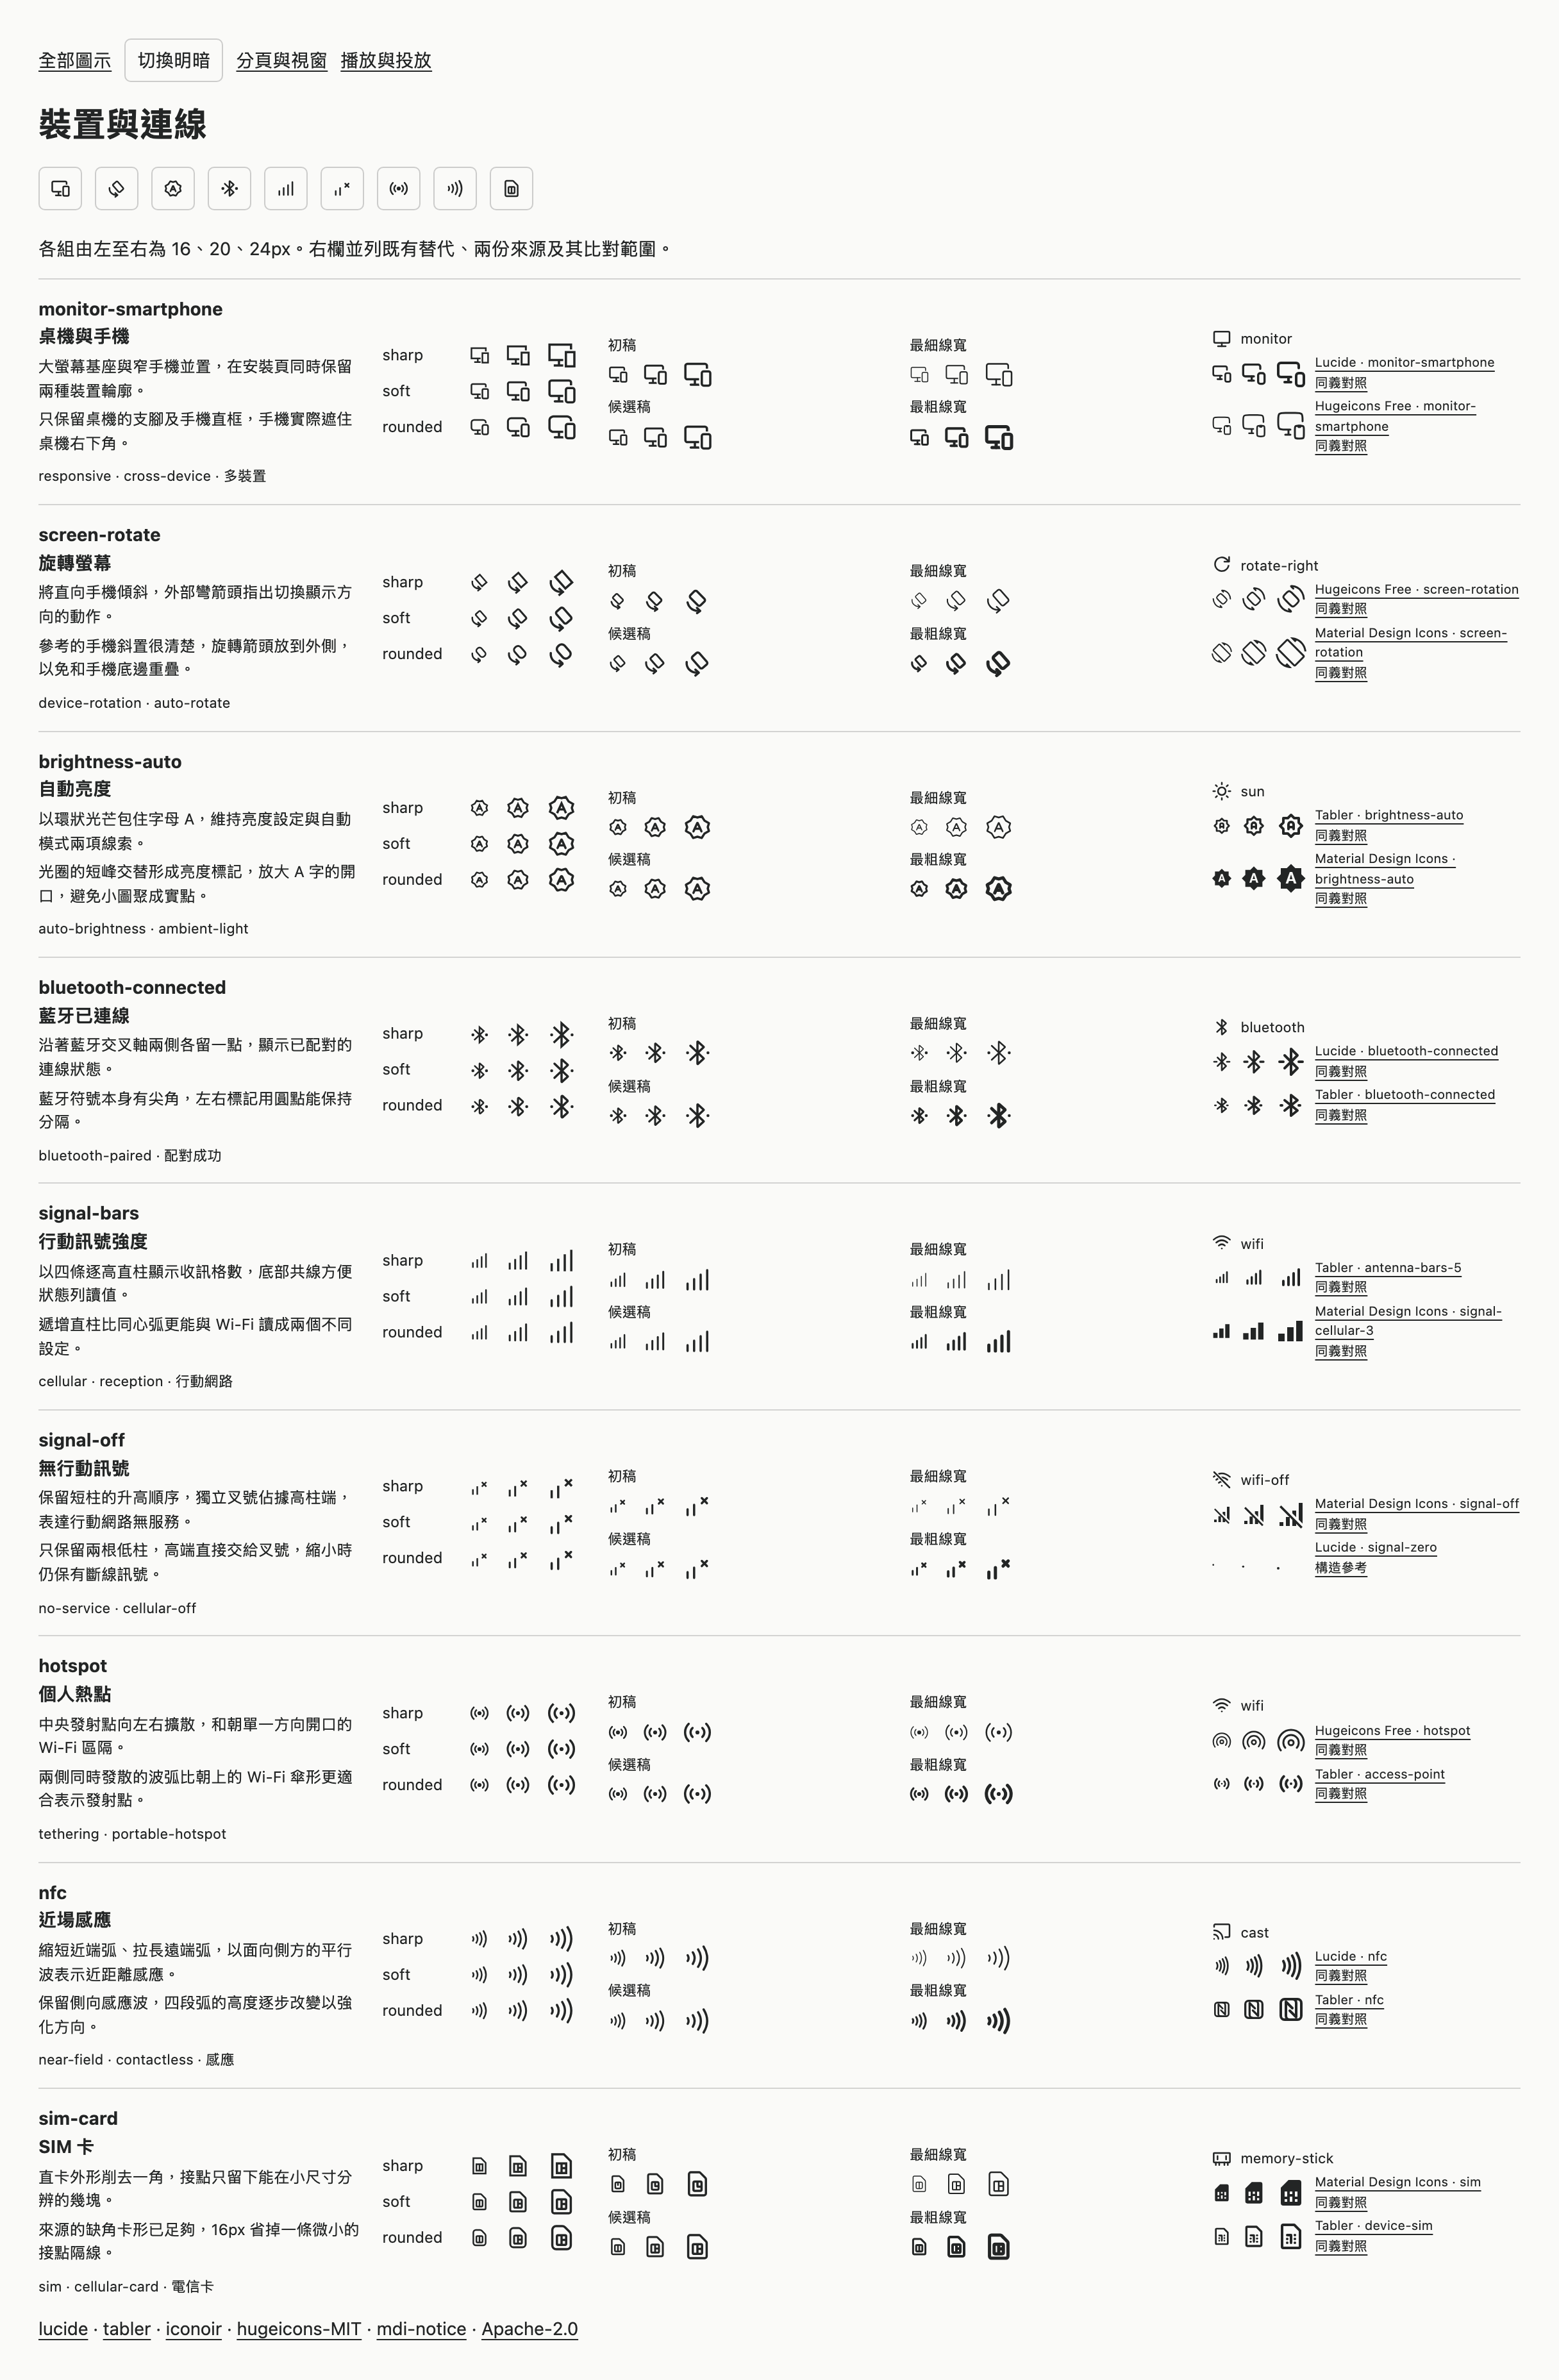 全部圖示 切換明暗 分頁與視窗 播放與投放
裝置與連線
各組由左至右為 16、20、24px。右欄並列既有替代、兩份來源及其比對範圍。
monitor-smartphone
桌機與手機
大螢幕基座與窄手機並置，在安裝頁同時保留
兩種裝置輪廓。
只保留桌機的支腳及手機直框，手機實際遮住
桌機右下角。
responsive · cross-device · 多裝置
sharp
soft
rounded
初稿
候選稿
最細線寬
最粗線寬
monitor
Lucide · monitor-smartphone
同義對照
Hugeicons Free · monitor-
smartphone
同義對照
screen-rotate
旋轉螢幕
將直向手機傾斜，外部彎箭頭指出切換顯示方
向的動作。
參考的手機斜置很清楚，旋轉箭頭放到外側，
以免和手機底邊重疊。
device-rotation · auto-rotate
sharp
soft
rounded
初稿
候選稿
最細線寬
最粗線寬
rotate-right
Hugeicons Free · screen-rotation
同義對照
Material Design Icons · screen-
rotation
同義對照
brightness-auto
自動亮度
以環狀光芒包住字母 A，維持亮度設定與自動
模式兩項線索。
光圈的短峰交替形成亮度標記，放大 A 字的開
口，避免小圖聚成實點。
auto-brightness · ambient-light
sharp
soft
rounded
初稿
候選稿
最細線寬
最粗線寬
sun
Tabler · brightness-auto
同義對照
Material Design Icons ·
brightness-auto
同義對照
bluetooth-connected
藍牙已連線
沿著藍牙交叉軸兩側各留一點，顯示已配對的
連線狀態。
藍牙符號本身有尖角，左右標記用圓點能保持
分隔。
bluetooth-paired · 配對成功
sharp
soft
rounded
初稿
候選稿
最細線寬
最粗線寬
bluetooth
Lucide · bluetooth-connected
同義對照
Tabler · bluetooth-connected
同義對照
signal-bars
行動訊號強度
以四條逐高直柱顯示收訊格數，底部共線方便
狀態列讀值。
遞增直柱比同心弧更能與 Wi-Fi 讀成兩個不同
設定。
cellular · reception · 行動網路
sharp
soft
rounded
初稿
候選稿
最細線寬
最粗線寬
wifi
Tabler · antenna-bars-5
同義對照
Material Design Icons · signal-
cellular-3
同義對照
signal-off
無行動訊號
保留短柱的升高順序，獨立叉號佔據高柱端，
表達行動網路無服務。
只保留兩根低柱，高端直接交給叉號，縮小時
仍保有斷線訊號。
no-service · cellular-off
sharp
soft
rounded
初稿
候選稿
最細線寬
最粗線寬
wifi-off
Material Design Icons · signal-off
同義對照
Lucide · signal-zero
構造參考
hotspot
個人熱點
中央發射點向左右擴散，和朝單一方向開口的
Wi-Fi 區隔。
兩側同時發散的波弧比朝上的 Wi-Fi 傘形更適
合表示發射點。
tethering · portable-hotspot
sharp
soft
rounded
初稿
候選稿
最細線寬
最粗線寬
wifi
Hugeicons Free · hotspot
同義對照
Tabler · access-point
同義對照
nfc
近場感應
縮短近端弧、拉長遠端弧，以面向側方的平行
波表示近距離感應。
保留側向感應波，四段弧的高度逐步改變以強
化方向。
near-field · contactless · 感應
sharp
soft
rounded
初稿
候選稿
最細線寬
最粗線寬
cast
Lucide · nfc
同義對照
Tabler · nfc
同義對照
sim-card
SIM 卡
直卡外形削去一角，接點只留下能在小尺寸分
辨的幾塊。
來源的缺角卡形已足夠，16px 省掉一條微小的
接點隔線。
sim · cellular-card · 電信卡
sharp
soft
rounded
初稿
候選稿
最細線寬
最粗線寬
memory-stick
Material Design Icons · sim
同義對照
Tabler · device-sim
同義對照
lucide · tabler · iconoir · hugeicons-MIT · mdi-notice · Apache-2.0